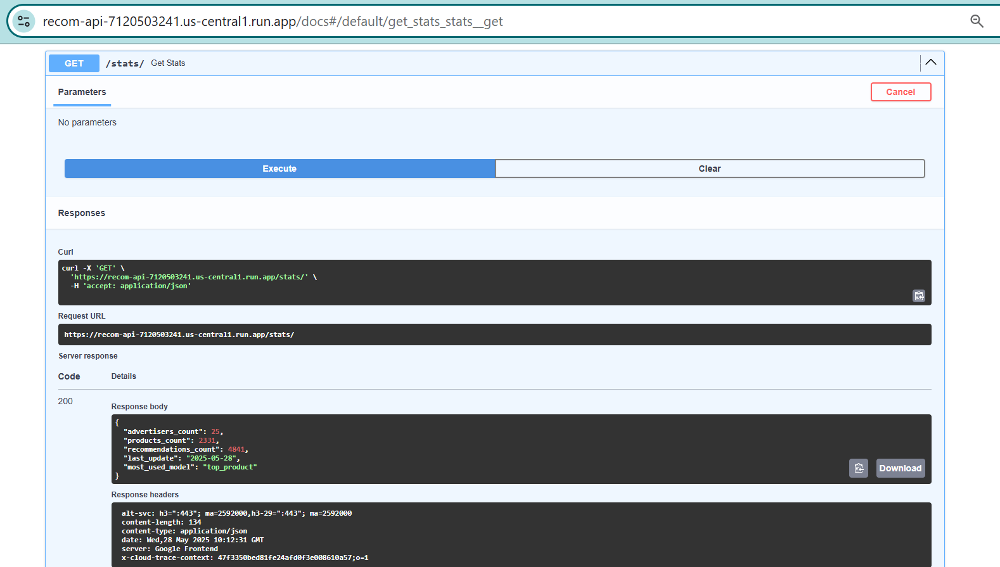 recom-api-7120503241.us-central1.run.app/docs#/default/get_stats_stats__get
GET /stats/ Get Stats
Parameters Cancel
No parameters
Execute Clear
Responses
Curl
curl -X 'GET' \
  'https://recom-api-7120503241.us-central1.run.app/stats/' \
  -H 'accept: application/json'
Request URL
https://recom-api-7120503241.us-central1.run.app/stats/
Server response
Code Details
200
Response body
{
  "advertisers_count": 25,
  "products_count": 2331,
  "recommendations_count": 4841,
  "last_update": "2025-05-28",
  "most_used_model": "top_product"
}
Download
Response headers
alt-svc: h3=":443"; ma=2592000,h3-29=":443"; ma=2592000
content-length: 134
content-type: application/json
date: Wed,28 May 2025 10:12:31 GMT
server: Google Frontend
x-cloud-trace-context: 47f3350bed81fe24afd0f3e008610a57;o=1